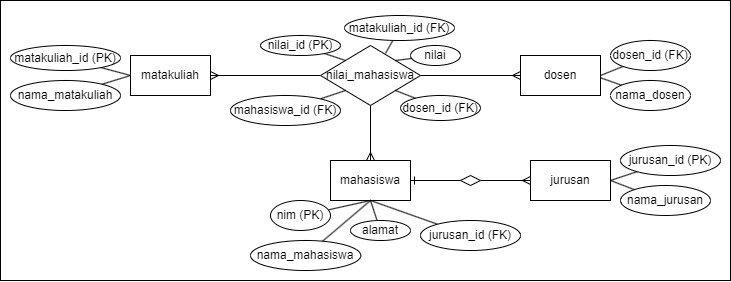 matakuliah_id (FK)
nilai_id (PK)
nilai
matakuliah_id (PK)
dosen_id (FK)
matakuliah
nilai_mahasiswa
dosen
nama_matakuliah
nama_dosen
mahasiswa_id (FK)
dosen_id (FK)
jurusan_id (PK)
mahasiswa
jurusan
nama_jurusan
nim (PK)
alamat
jurusan_id (FK)
nama_mahasiswa